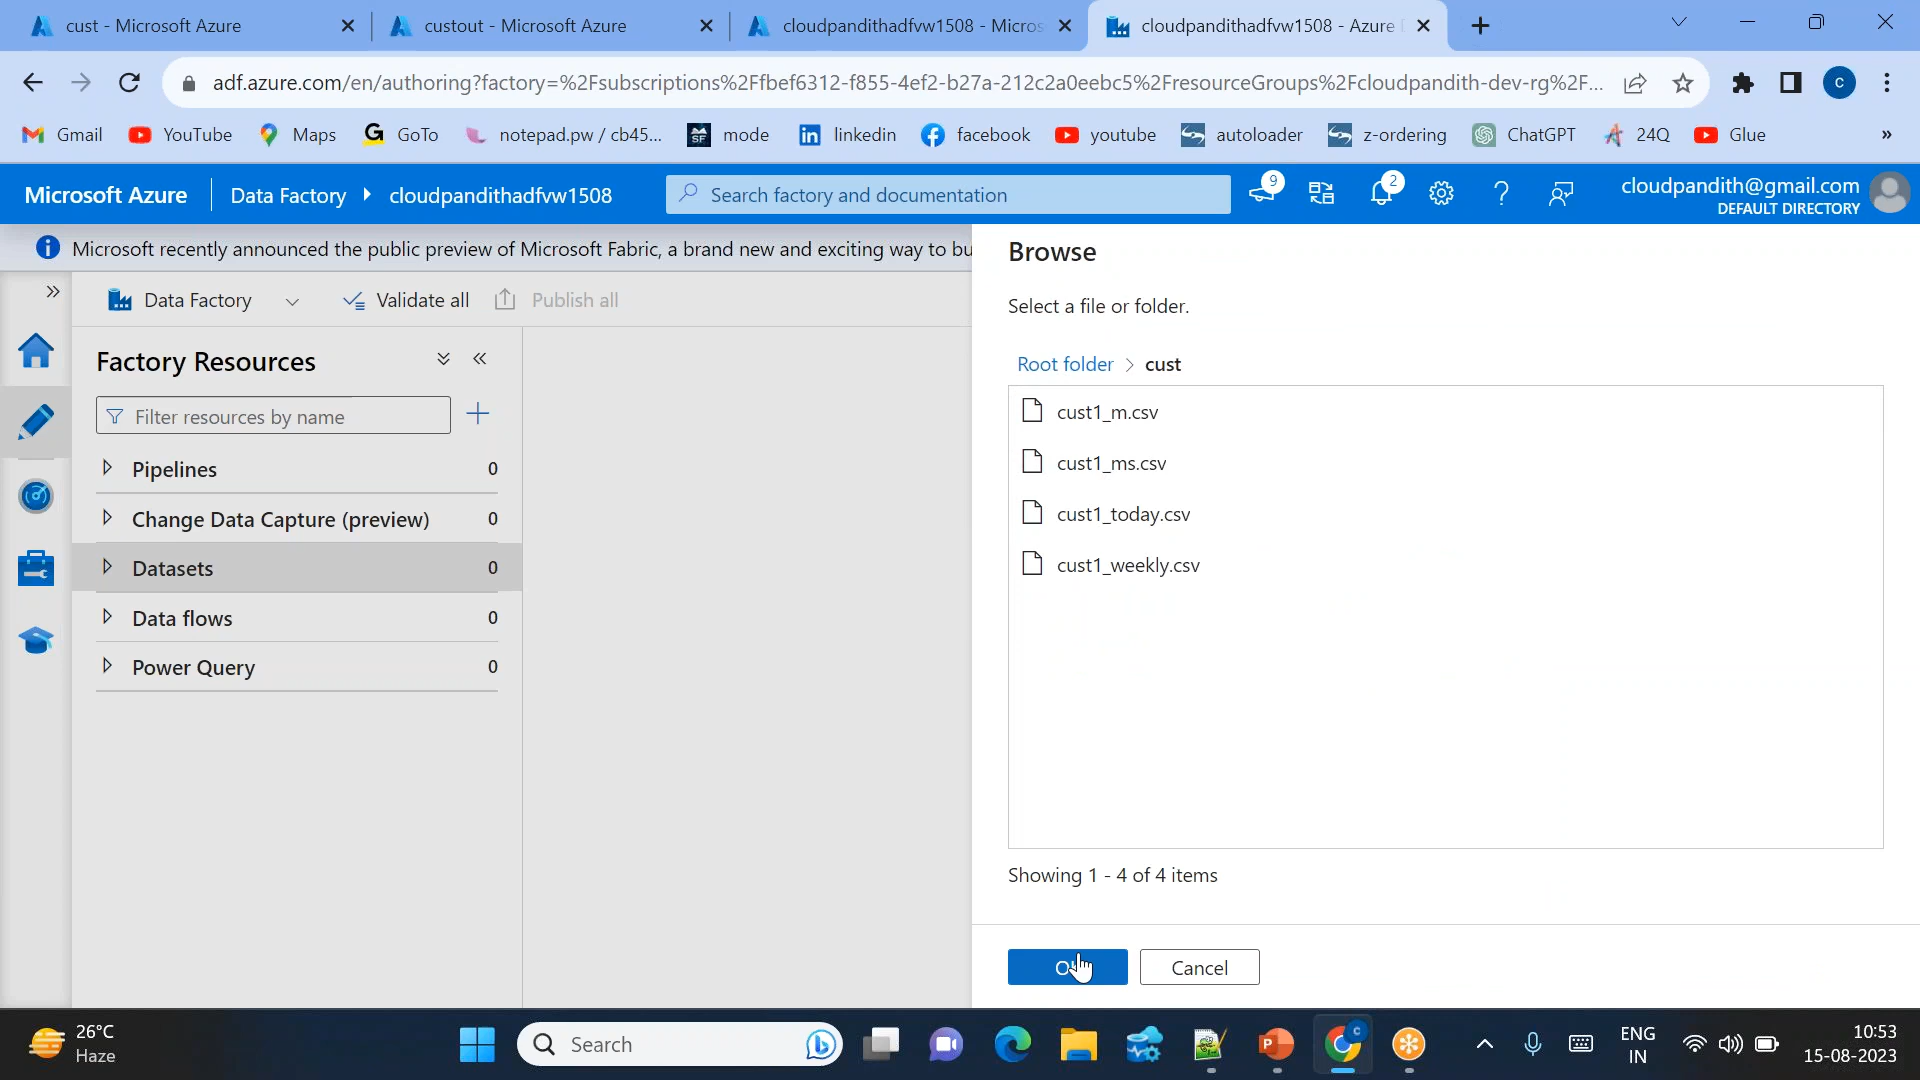 cust - Microsoft Azure
custout - Microsoft Azure
cloudpandithadfvw1508 - Micros
cloudpandithadfvw1508 - Azure
adf.azure.com/en/authoring?factory=%2Fsubscriptions%2Ffbef6312-f855-4ef2-b27a-212c2a0eebc5%2FresourceGroups%2Fcloudpandith-dev-rg%2F...
C
Gmail
YouTube
Maps
GoTo
notepad.pw / cb45...
mode
linkedin
facebook
youtube
autoloader
z-ordering
ChatGPT
24Q
Glue
»
Microsoft Azure
Data Factory
cloudpandithadfvw1508
Search factory and documentation
9
2
cloudpandith@gmail.com
DEFAULT DIRECTORY
Microsoft recently announced the public preview of Microsoft Fabric, a brand new and exciting way to bu
Data Factory
Validate all
Publish all
Factory Resources
Filter resources by name
Pipelines 0
Change Data Capture (preview) 0
Datasets 0
Data flows 0
Power Query 0
Browse
Select a file or folder.
Root folder > cust
cust1_m.csv
cust1_ms.csv
cust1_today.csv
cust1_weekly.csv
Showing 1 - 4 of 4 items
Cancel
26°C
Haze
Search
ENG
IN
10:53
15-08-2023